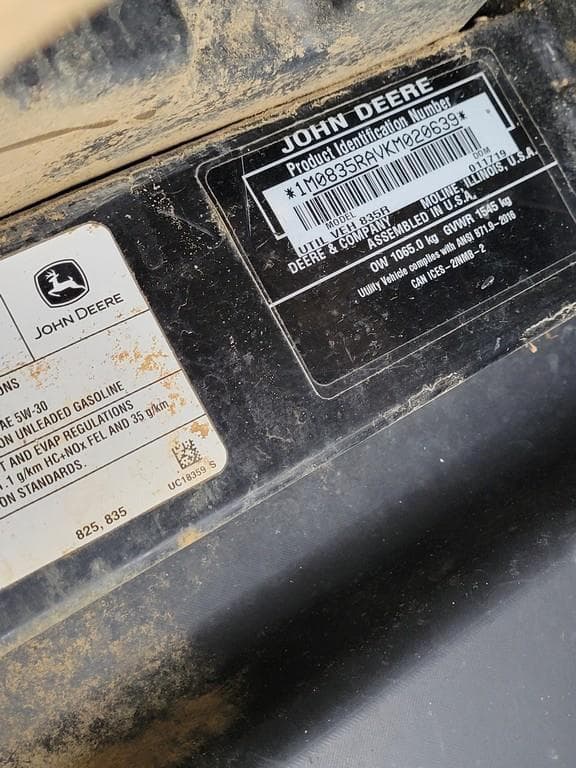 JOHN DEERE
Product Identification Number
*1M0835RAVKM020639*
MODEL DOM
UTIL VEH 835R 011719
DEERE & COMPANY MOLINE, ILLINOIS, U.S.A.
ASSEMBLED IN U.S.A.
OW 1065.0 kg GVWR 1545 kg
Utility Vehicle complies with ANSI B71.9-2016
CAN ICES-2/NMB-2
JOHN DEERE
ONS
AE 5W-30
ON UNLEADED GASOLINE
T AND EVAP REGULATIONS
1.1 g/km HC+NOx FEL AND 35 g/km
ON STANDARDS.
UC18359 S
825, 835